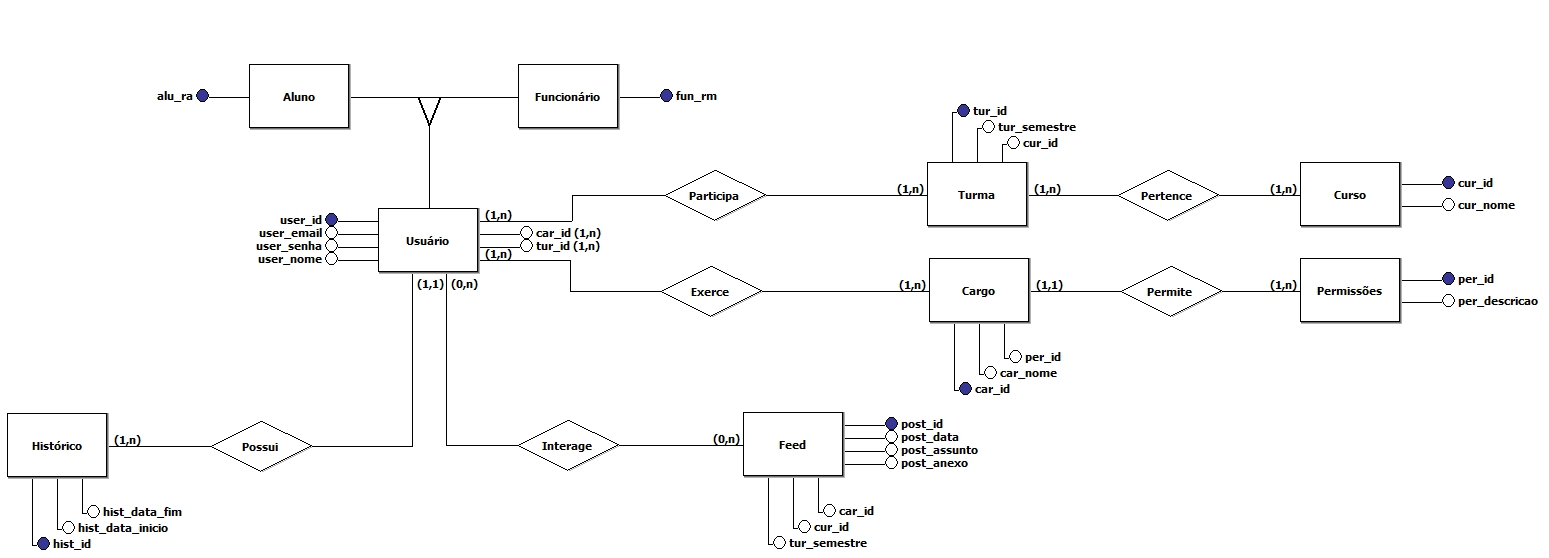 alu_ra
Aluno
Funcionário
fun_rm
tur_id
tur_semestre
cur_id
(1,n)
Turma
(1,n)
Pertence
(1,n)
Curso
cur_id
cur_nome
Participa
user_id
user_email
user_senha
user_nome
Usuário
(1,n)
car_id (1,n)
tur_id (1,n)
(1,n)
(1,1)
(0,n)
Exerce
(1,n)
Cargo
(1,1)
Permite
(1,n)
Permissões
per_id
per_descricao
per_id
car_nome
car_id
Histórico
(1,n)
Possui
Interage
(0,n)
Feed
post_id
post_data
post_assunto
post_anexo
hist_data_fim
hist_data_inicio
hist_id
car_id
cur_id
tur_semestre